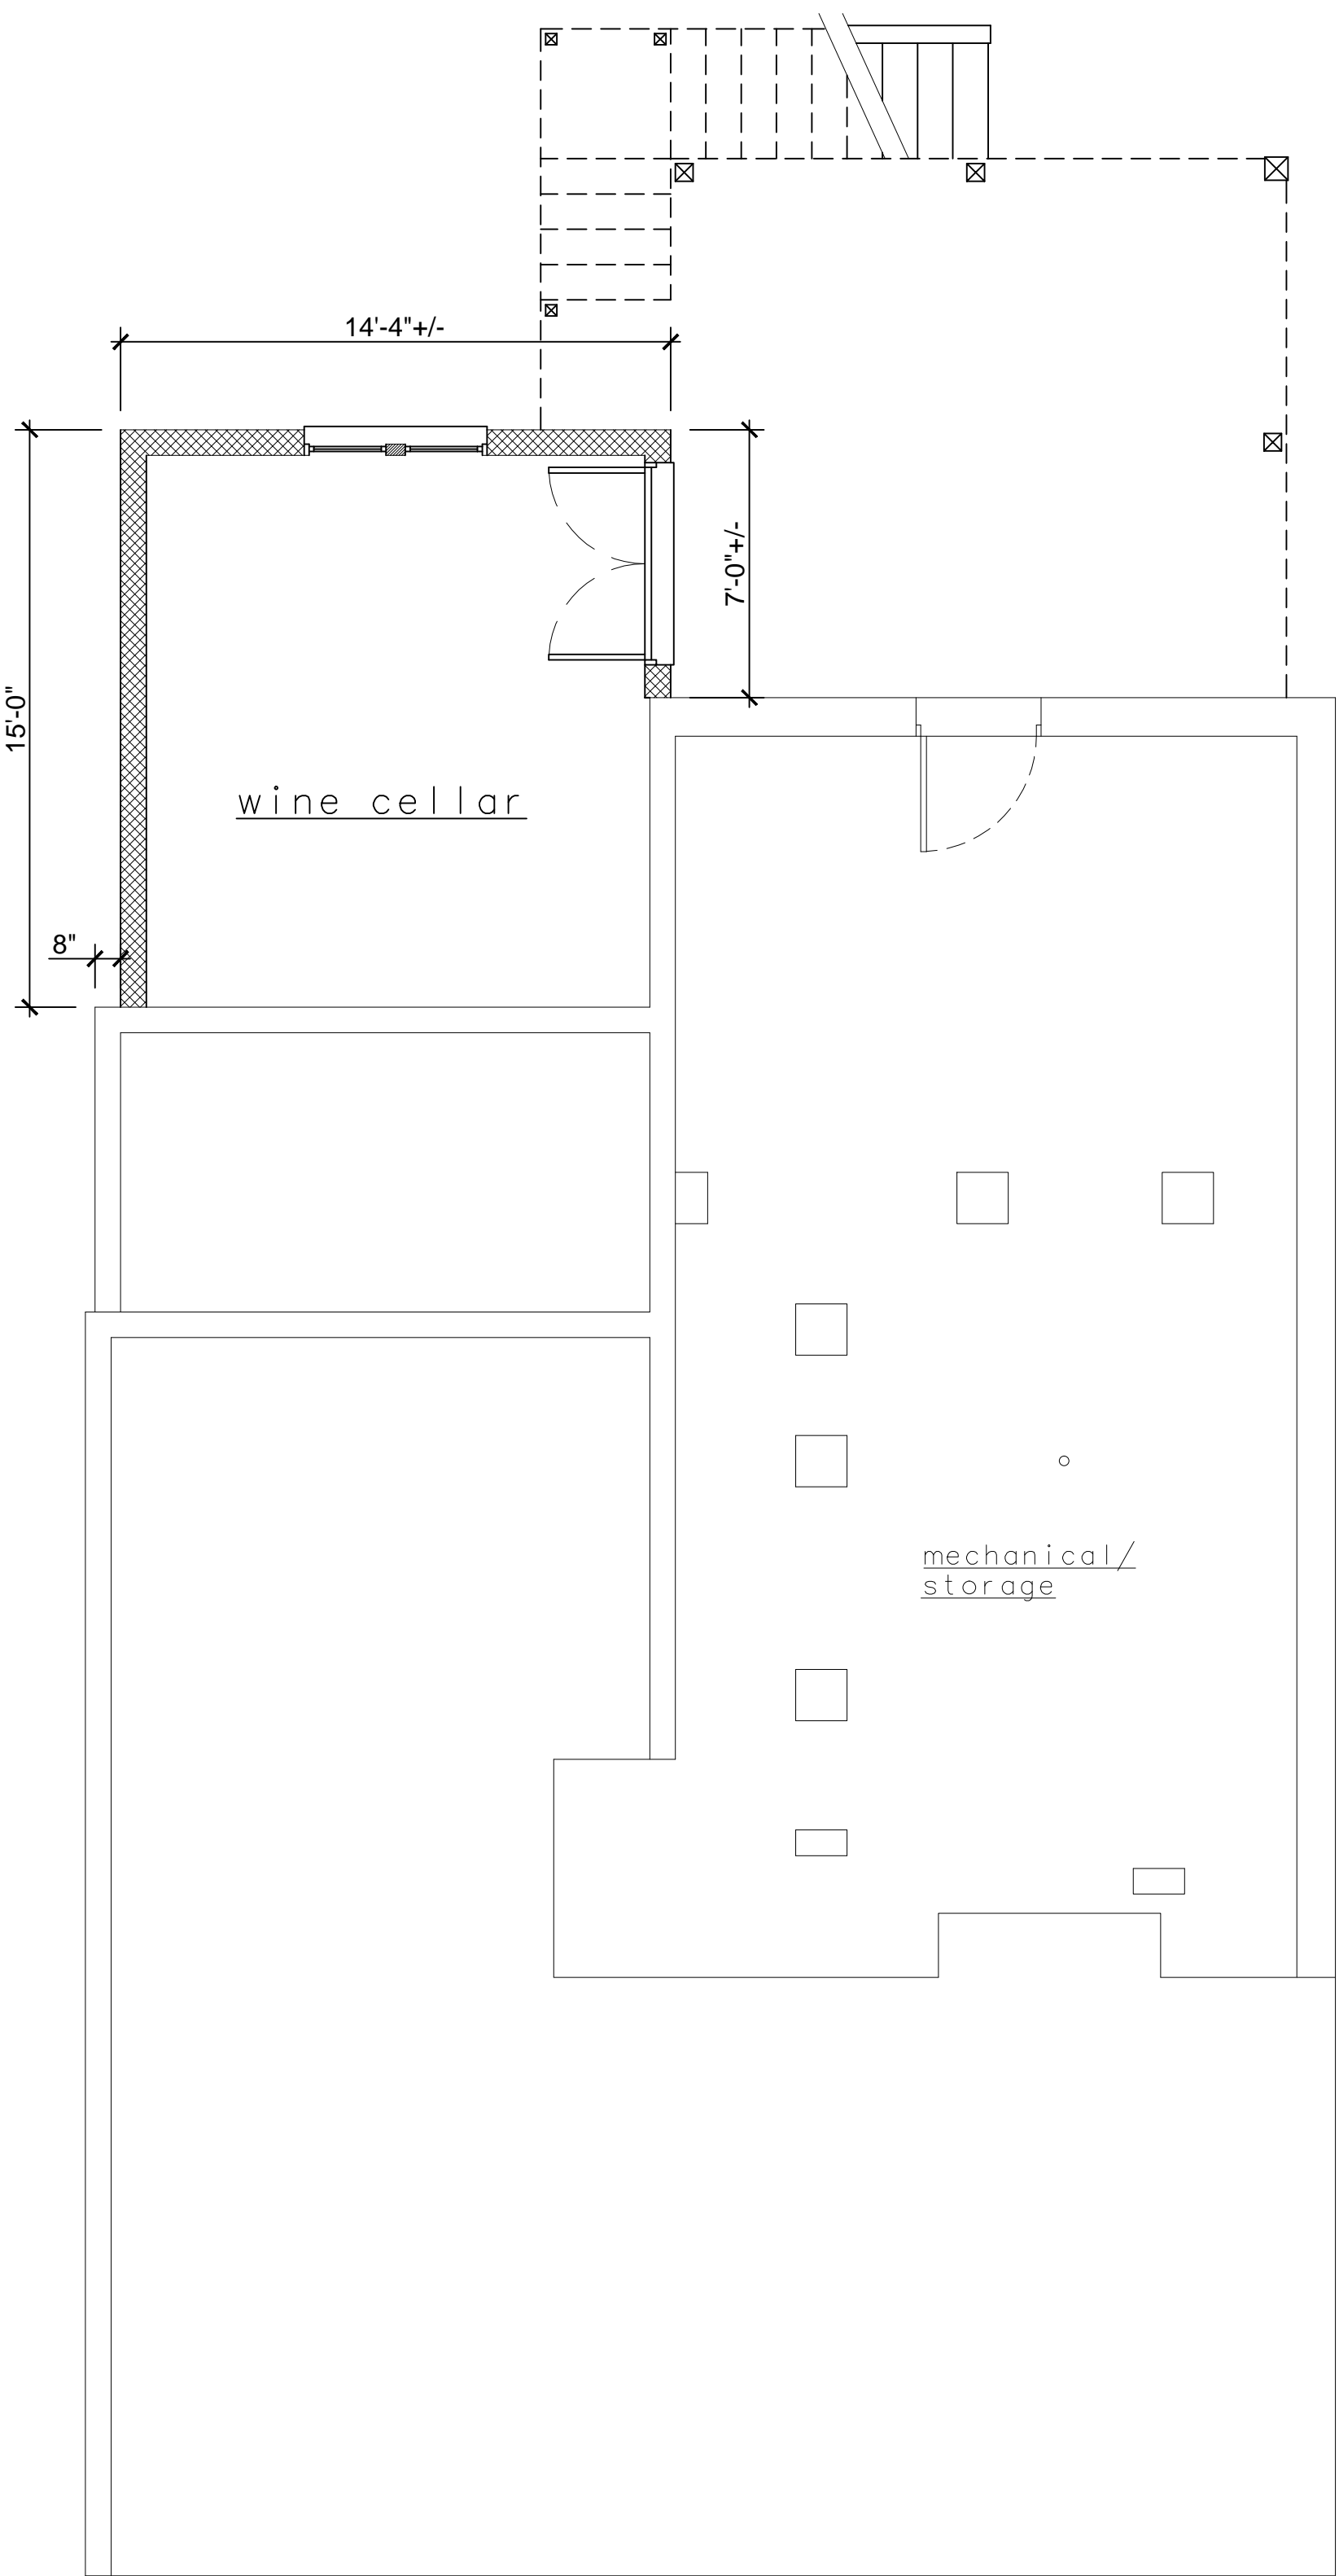 14'-4"+/-
7'-0"+/-
15'-0"
wine cellar
8"
mechanical/
storage